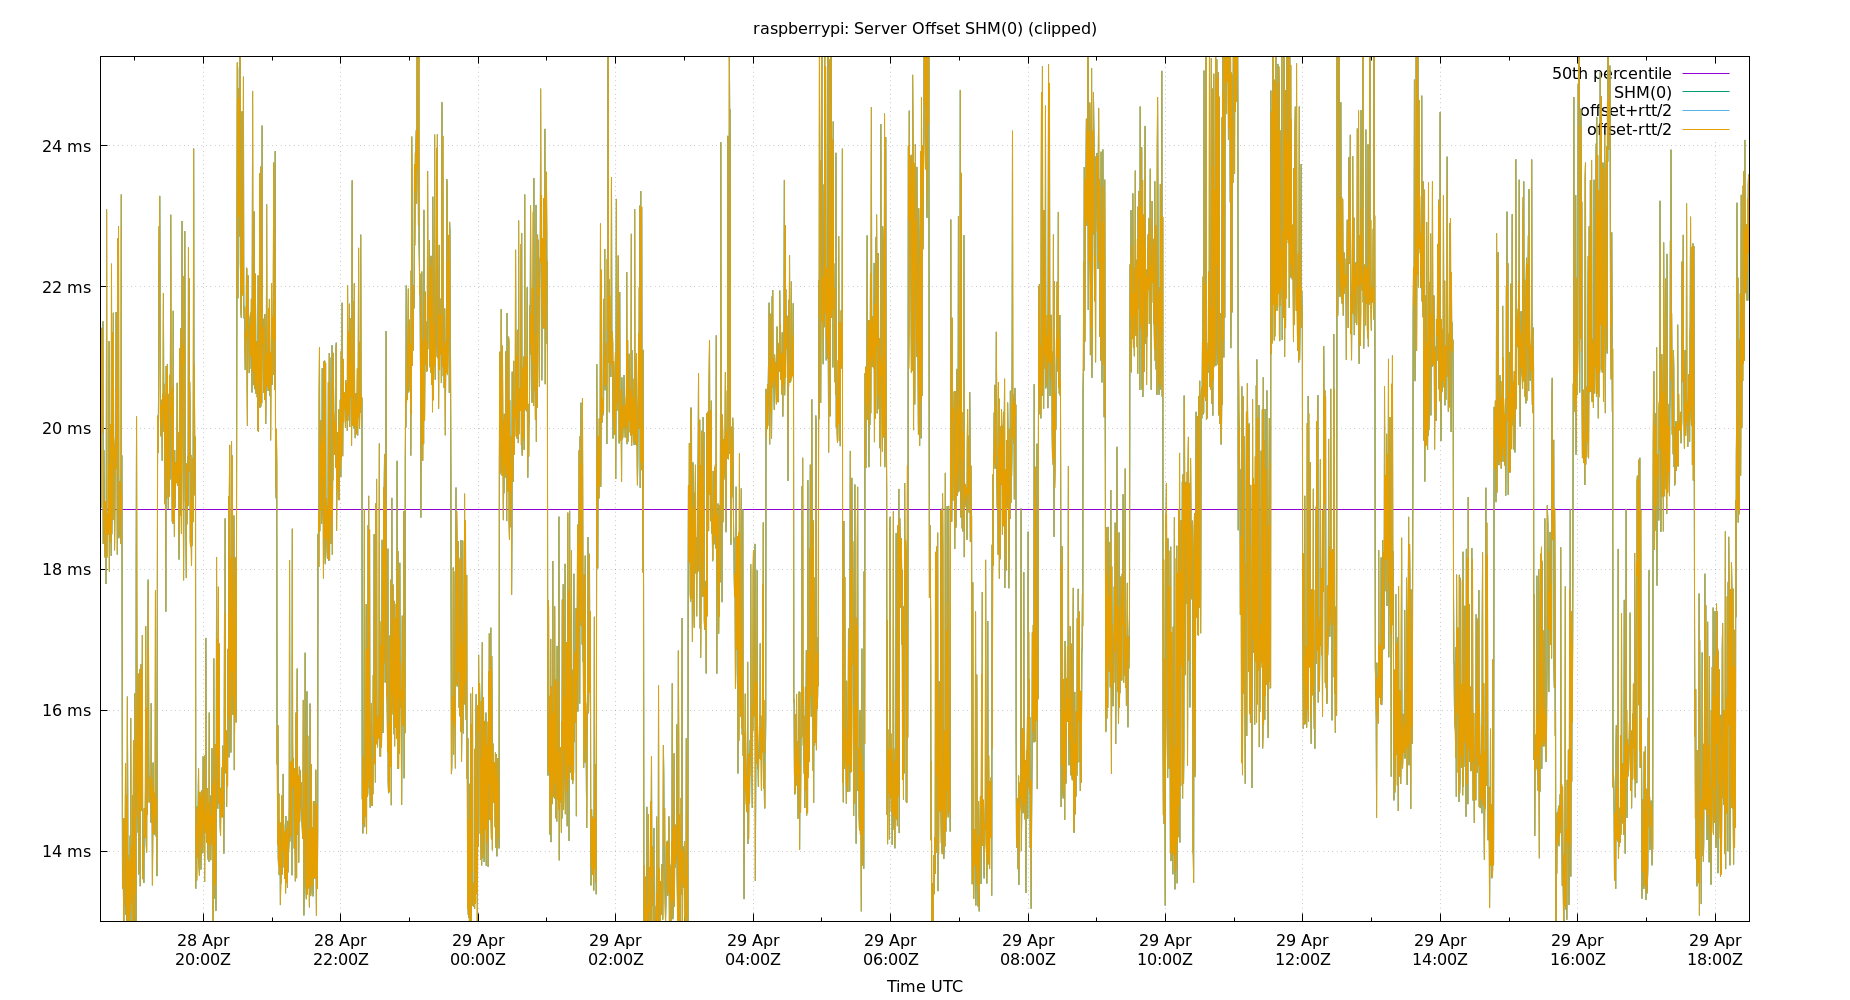 raspberrypi: Server Offset SHM(0) (clipped)
50th percentile
SHM(0)
offset+rtt/2
offset-rtt/2
24 ms
22 ms
20 ms
18 ms
16 ms
14 ms
28 Apr 28 Apr 29 Apr 29 Apr 29 Apr 29 Apr 29 Apr 29 Apr 29 Apr 29 Apr 29 Apr 29 Apr
20:00Z 22:00Z 00:00Z 02:00Z 04:00Z 06:00Z 08:00Z 10:00Z 12:00Z 14:00Z 16:00Z 18:00Z
Time UTC